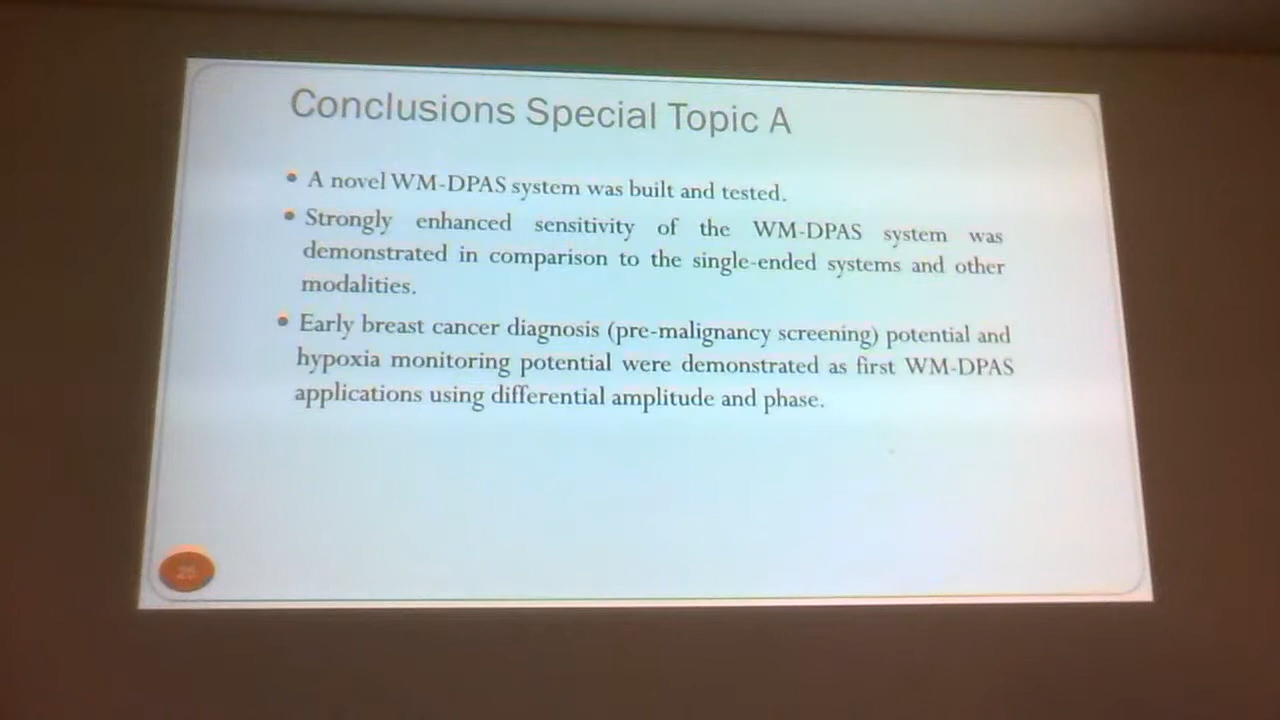 Conclusions Special Topic A
• A novel WM-DPAS system was built and tested.
• Strongly enhanced sensitivity of the WM-DPAS system was
demonstrated in comparison to the single-ended systems and other
modalities.
• Early breast cancer diagnosis (pre-malignancy screening) potential and
hypoxia monitoring potential were demonstrated as first WM-DPAS
applications using differential amplitude and phase.